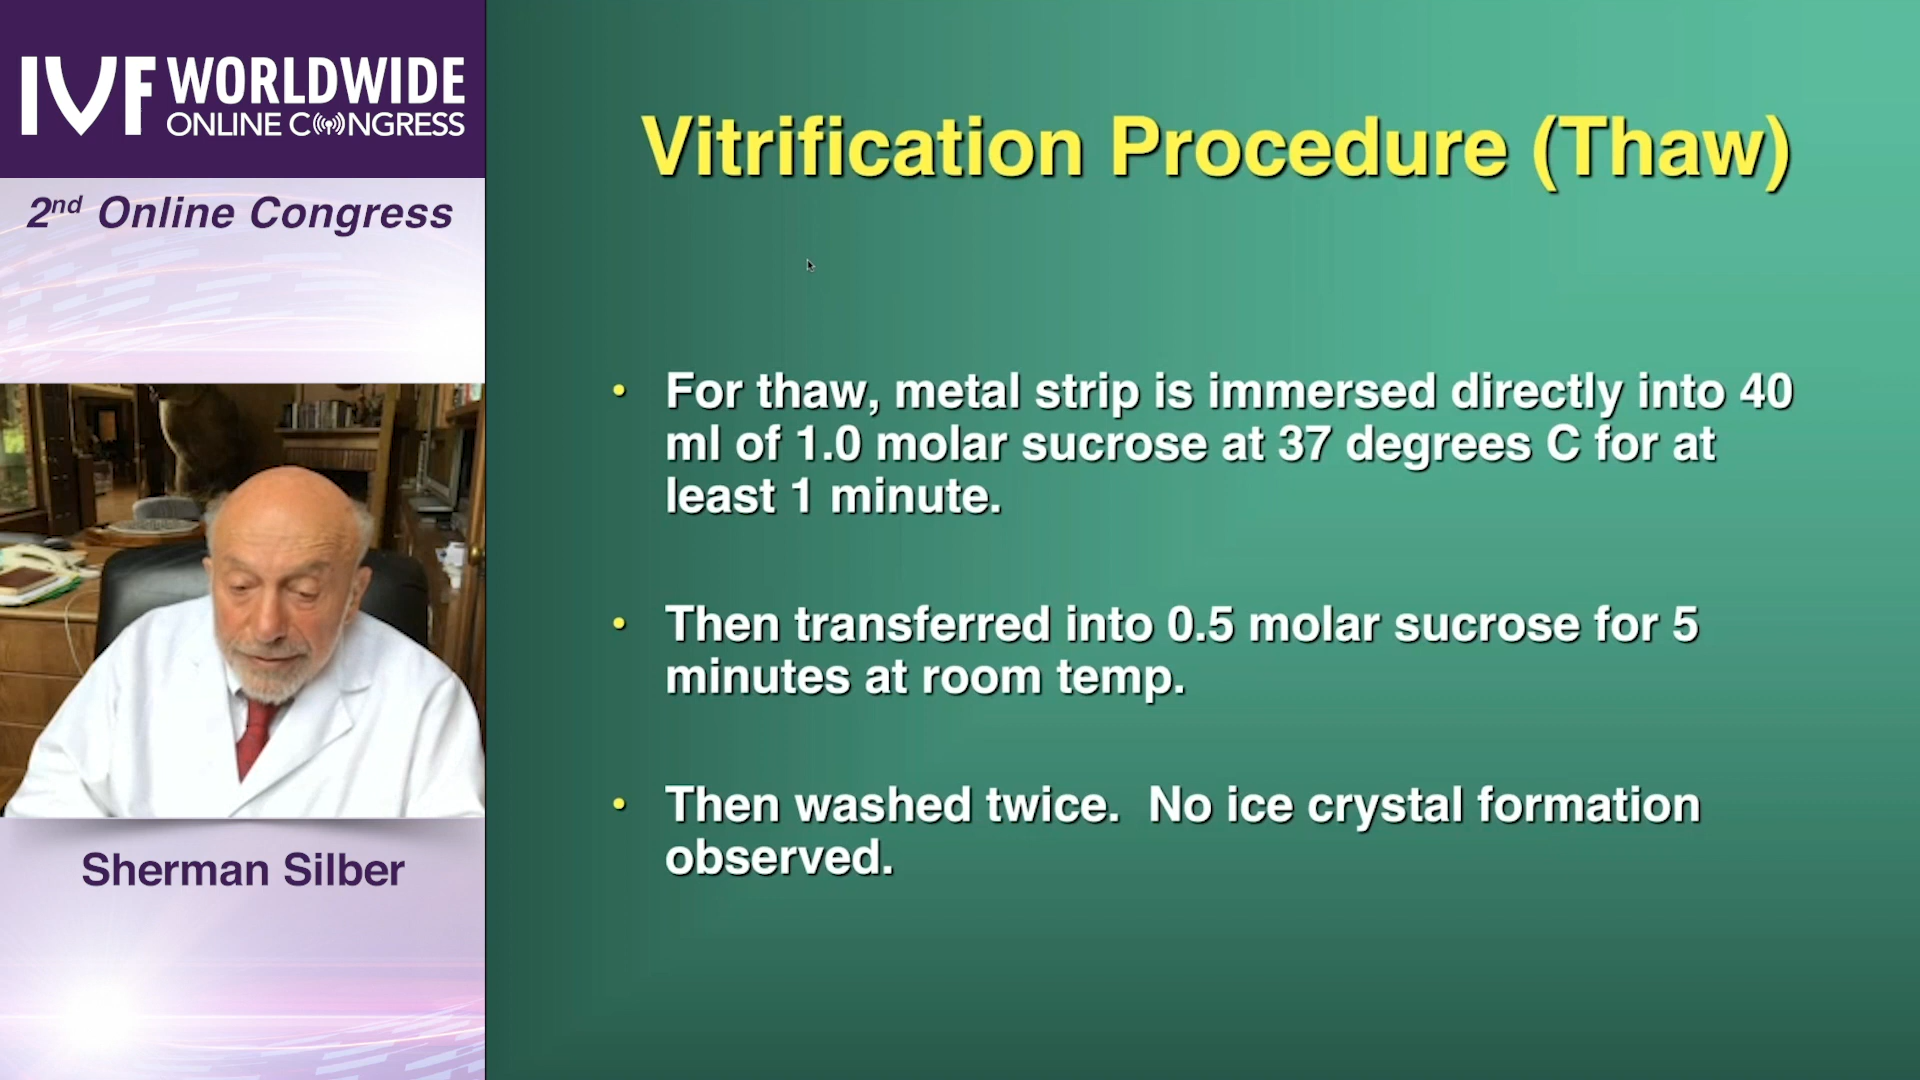 IVF WORLDWIDE
ONLINE CONGRESS
2nd Online Congress
Sherman Silber
Vitrification Procedure (Thaw)
• For thaw, metal strip is immersed directly into 40
ml of 1.0 molar sucrose at 37 degrees C for at
least 1 minute.
• Then transferred into 0.5 molar sucrose for 5
minutes at room temp.
• Then washed twice.  No ice crystal formation
observed.